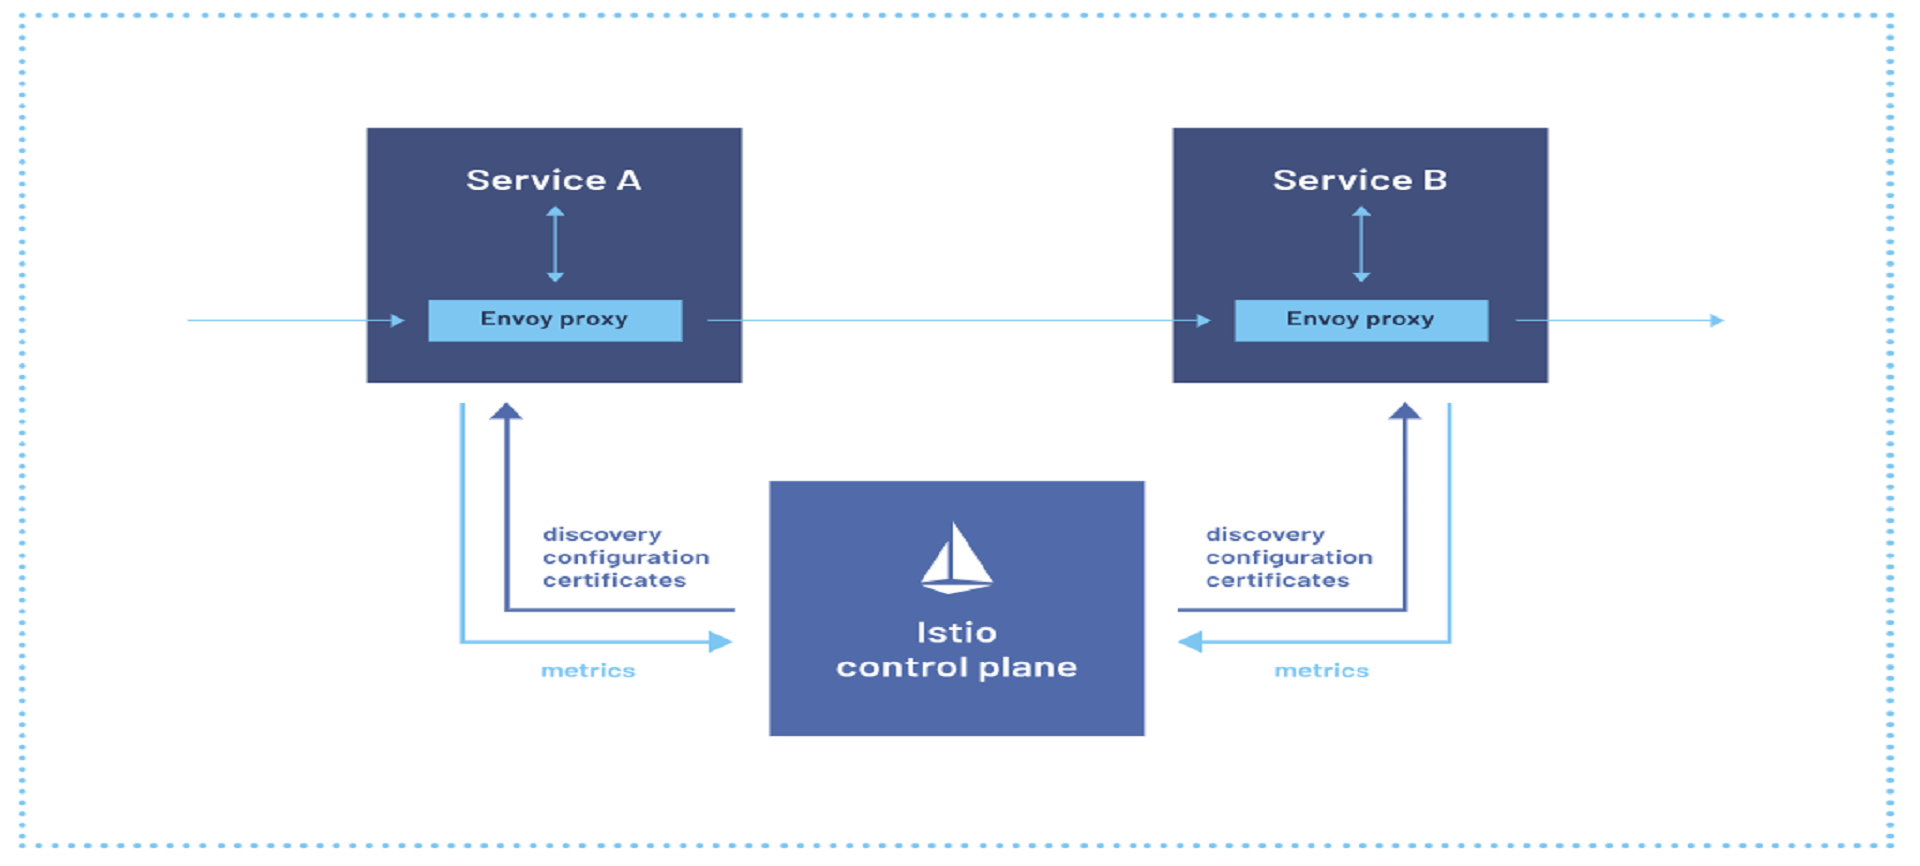 Service A
Envoy proxy
Service B
Envoy proxy
discovery
configuration
certificates
metrics
Istio
control plane
discovery
configuration
certificates
metrics